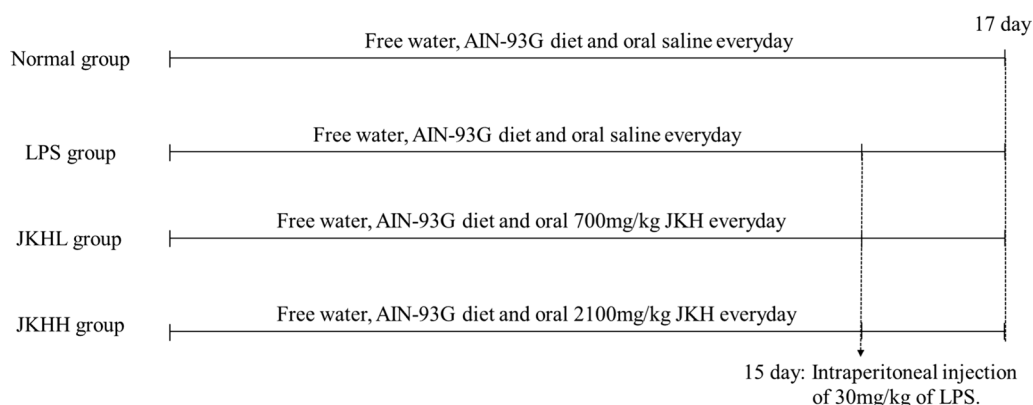 17 day
Normal group
Free water, AIN-93G diet and oral saline everyday
LPS group
Free water, AIN-93G diet and oral saline everyday
JKHL group
Free water, AIN-93G diet and oral 700mg/kg JKH everyday
JKHH group
Free water, AIN-93G diet and oral 2100mg/kg JKH everyday
15 day: Intraperitoneal injection
of 30mg/kg of LPS.